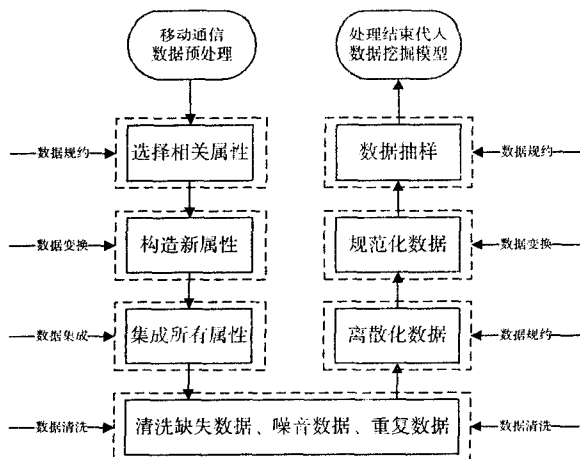 移动通信
数据预处理
处理结束代人
数据挖掘模型
数据规约
选择相关属性
数据抽样
数据规约
数据变换
构造新属性
规范化数据
数据变换
数据集成
集成所有属性
离散化数据
数据规约
数据清洗
清洗缺失数据、噪音数据、重复数据
数据清洗